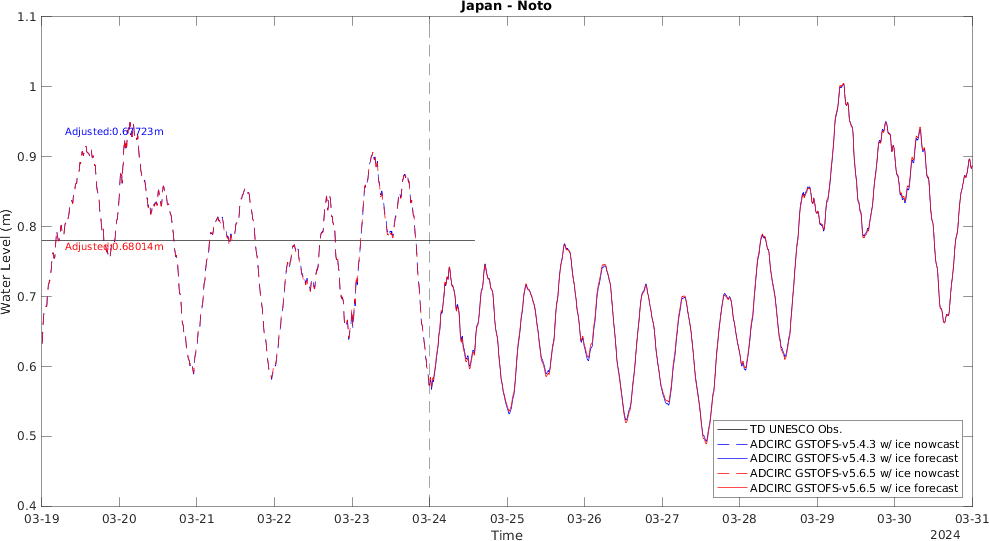 Japan - Noto
1.1
1
0.9
0.8
0.7
0.6
0.5
0.4
Water Level (m)
Adjusted:0.67723m
Adjusted:0.68014m
TD UNESCO Obs.
ADCIRC GSTOFS-v5.4.3 w/ ice nowcast
ADCIRC GSTOFS-v5.4.3 w/ ice forecast
ADCIRC GSTOFS-v5.6.5 w/ ice nowcast
ADCIRC GSTOFS-v5.6.5 w/ ice forecast
03-19 03-20 03-21 03-22 03-23 03-24 03-25 03-26 03-27 03-28 03-29 03-30 03-31
Time
2024